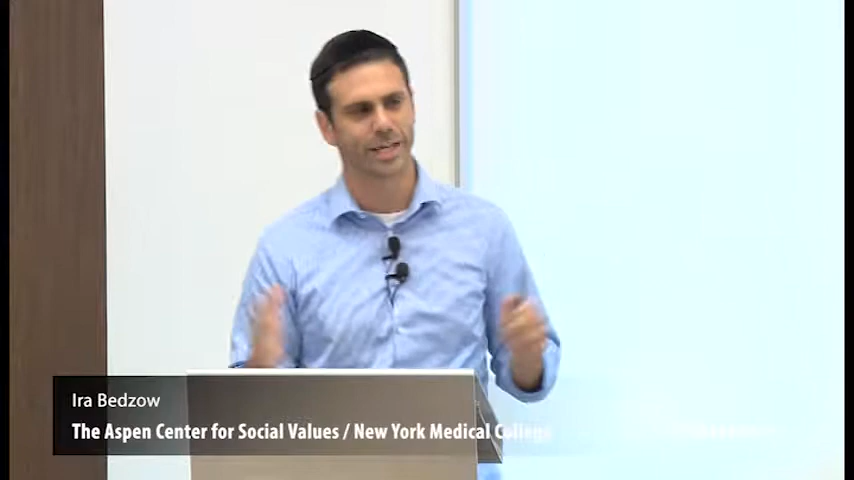 Ira Bedzow
The Aspen Center for Social Values / New York Medical College